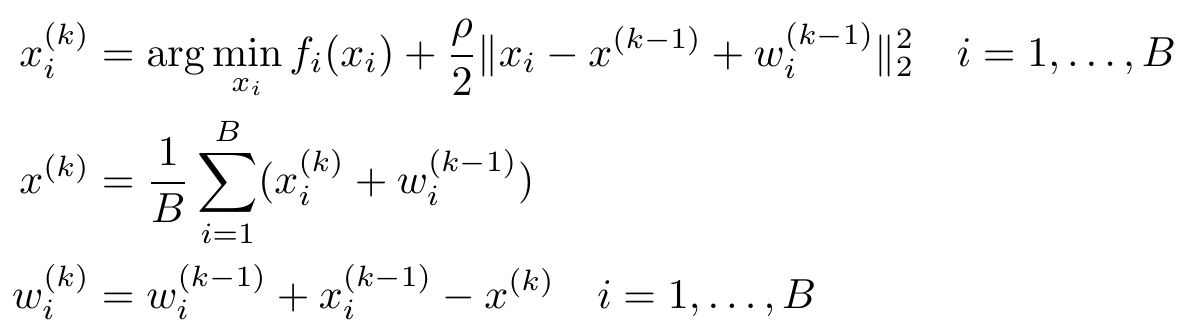 x_i^{(k)} = \arg\min_{x_i} f_i(x_i) + \frac{\rho}{2} \| x_i - x^{(k-1)} + w_i^{(k-1)} \|_2^2 \quad i = 1, \ldots, B
x^{(k)} = \frac{1}{B} \sum_{i=1}^{B} (x_i^{(k)} + w_i^{(k-1)})
w_i^{(k)} = w_i^{(k-1)} + x_i^{(k-1)} - x^{(k)} \quad i = 1, \ldots, B